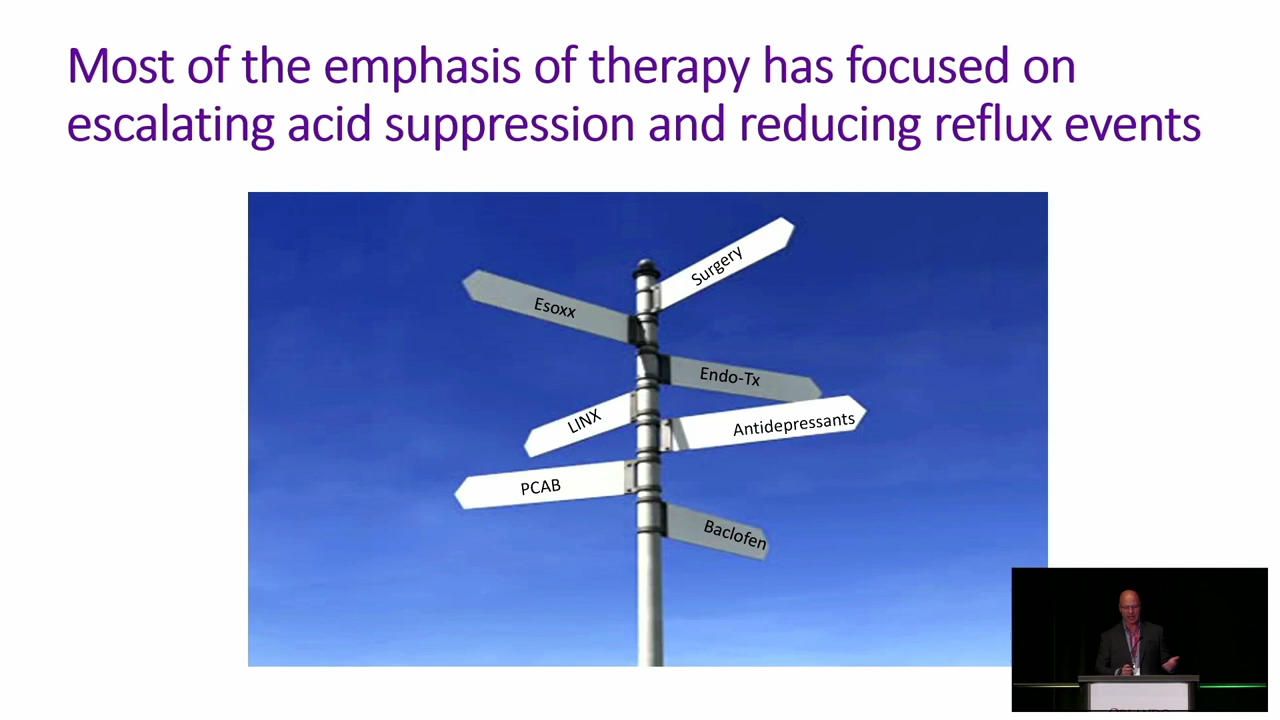 Most of the emphasis of therapy has focused on
escalating acid suppression and reducing reflux events
Surgery
Esoxx
Endo-Tx
LINX
Antidepressants
PCAB
Baclofen